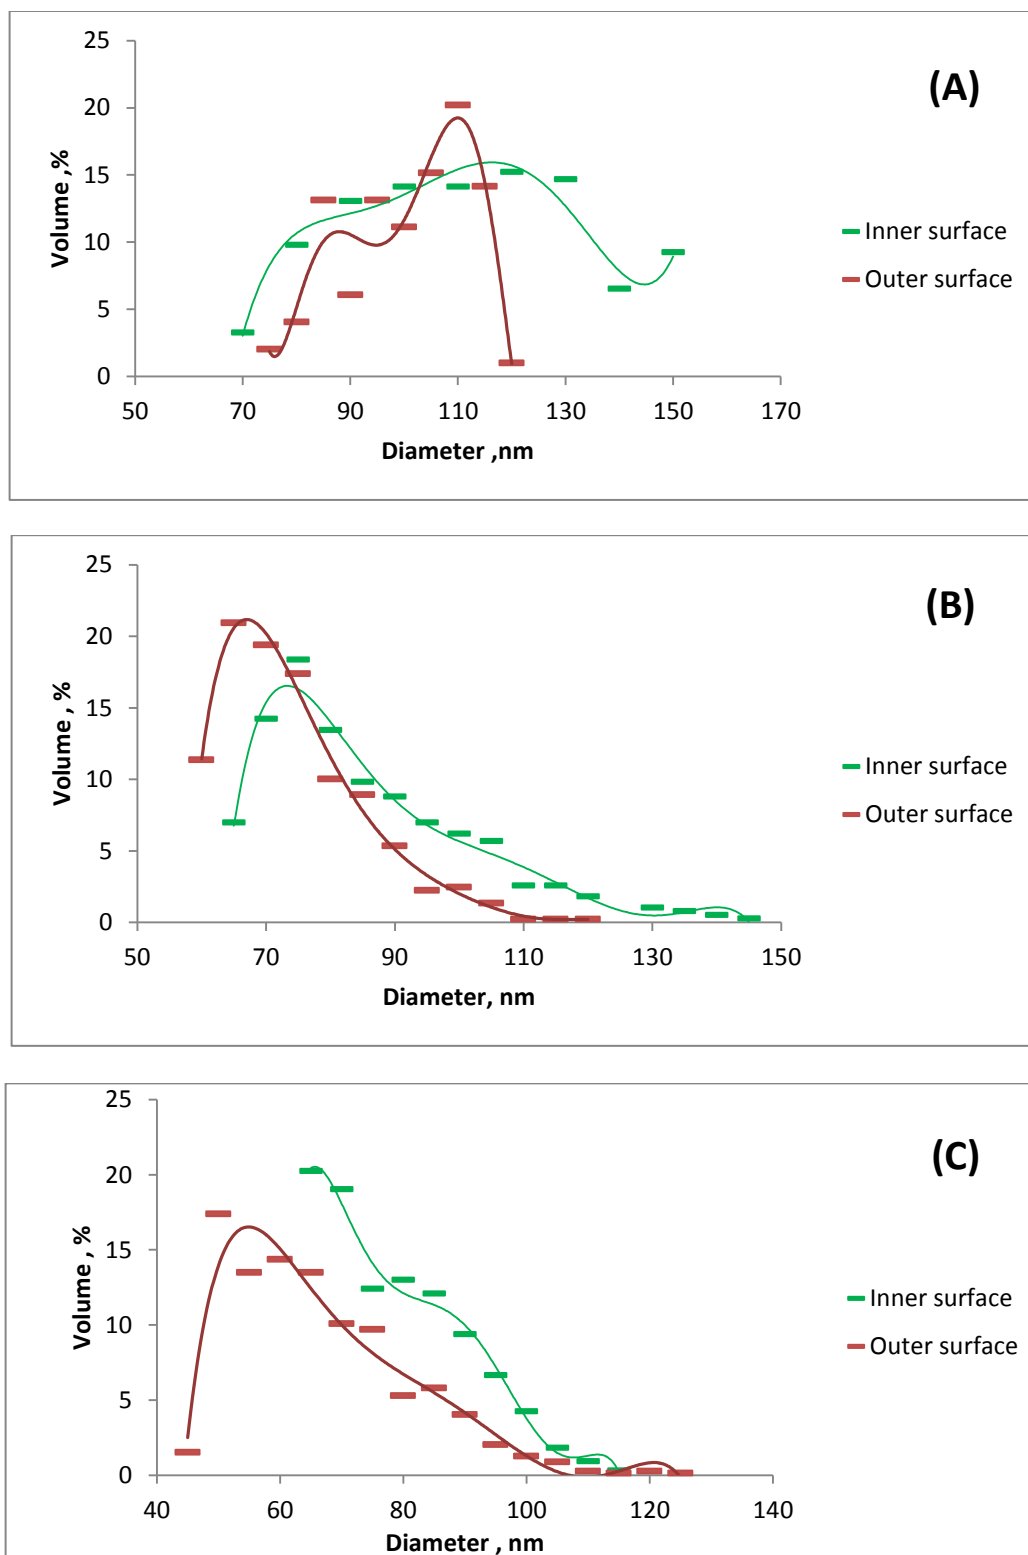 (A)
Volume ,%
25
20
15
10
5
0
50 70 90 110 130 150 170
Diameter ,nm
Inner surface
Outer surface
(B)
Volume , %
25
20
15
10
5
0
50 70 90 110 130 150
Diameter, nm
Inner surface
Outer surface
(C)
Volume , %
25
20
15
10
5
0
40 60 80 100 120 140
Diameter , nm
Inner surface
Outer surface